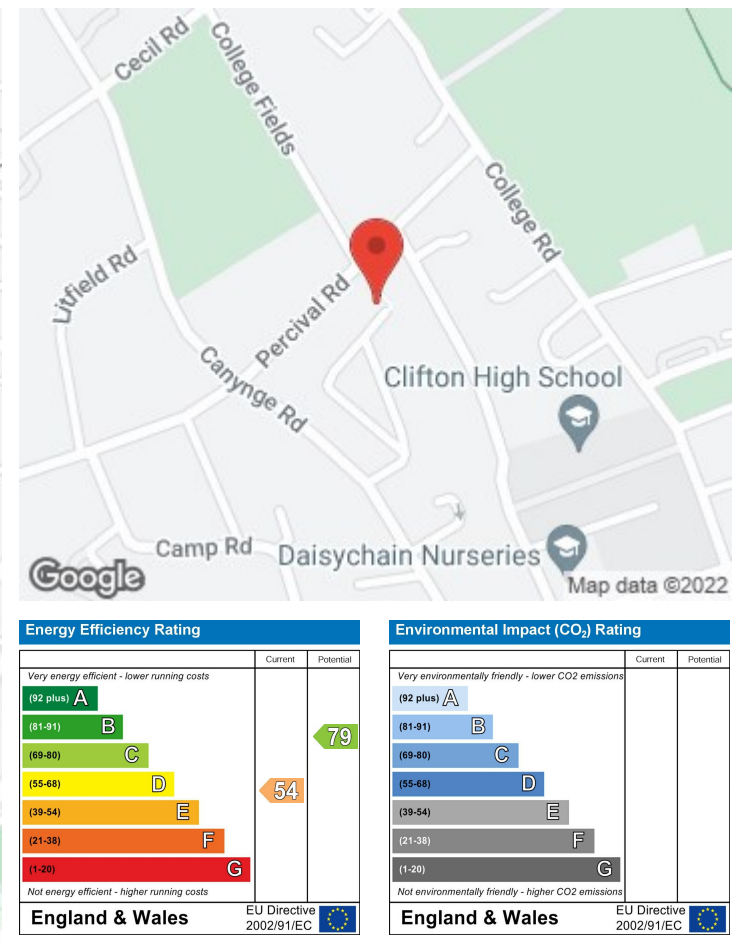 Cecil Rd
College Fields
College Rd
Litfield Rd
Percival Rd
Canynge Rd
Clifton High School
Camp Rd
Daisychain Nurseries
Google
Map data ©2022
Energy Efficiency Rating
Current Potential
Very energy efficient - lower running costs
(92 plus) A
(81-91) B
79
(69-80) C
(55-68) D
54
(39-54) E
(21-38) F
(1-20) G
Not energy efficient - higher running costs
England & Wales
EU Directive
2002/91/EC
Environmental Impact (CO₂) Rating
Current Potential
Very environmentally friendly - lower CO2 emissions
(92 plus) A
(81-91) B
(69-80) C
(55-68) D
(39-54) E
(21-38) F
(1-20) G
Not environmentally friendly - higher CO2 emissions
England & Wales
EU Directive
2002/91/EC